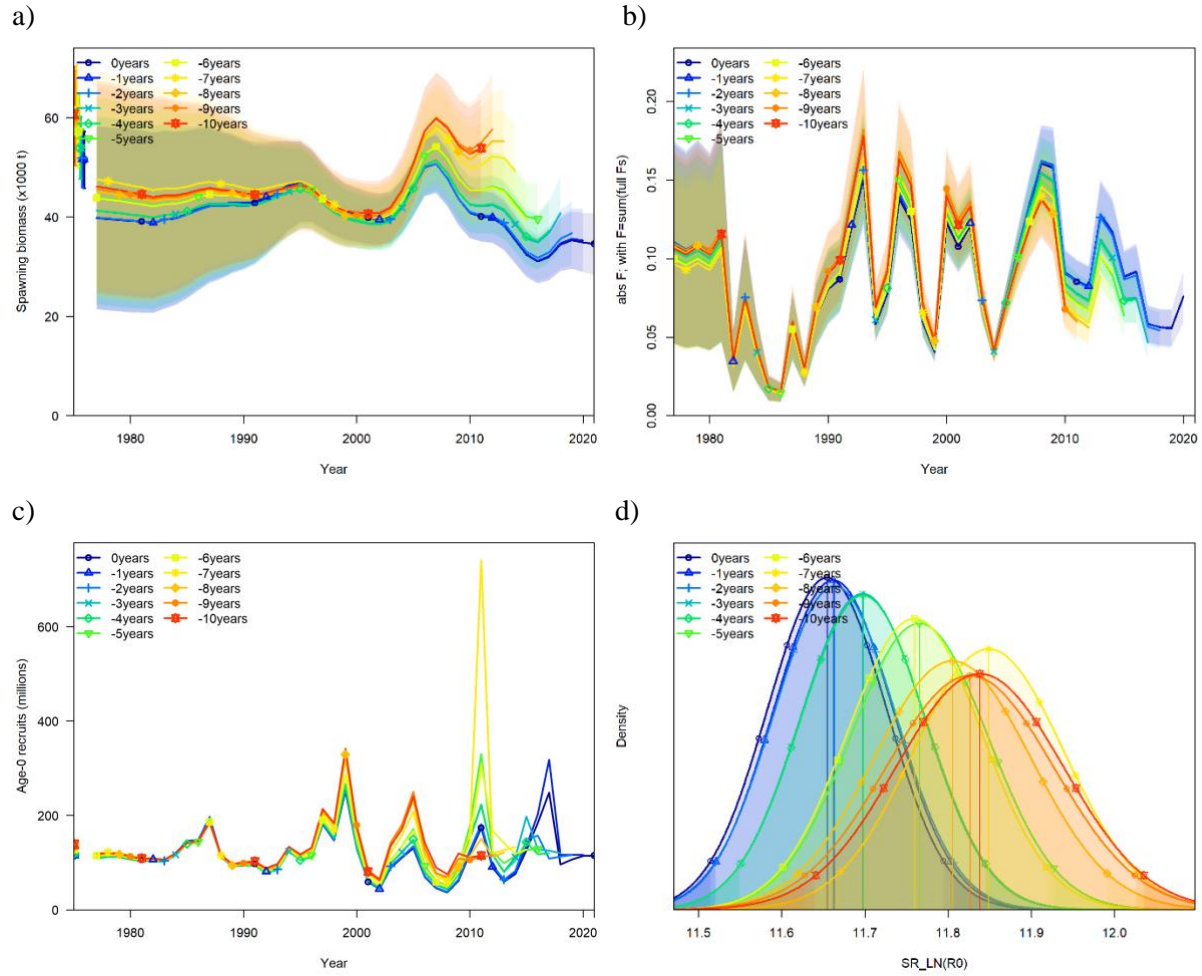 a)
0years
-1years
-2years
-3years
-4years
-5years
-6years
-7years
-8years
-9years
-10years
Spawning biomass (x1000 t)
60
40
20
0
1980 1990 2000 2010 2020
Year
b)
0years
-1years
-2years
-3years
-4years
-5years
-6years
-7years
-8years
-9years
-10years
abs F; with F=sum(full Fs)
0.20
0.15
0.10
0.05
0.00
1980 1990 2000 2010 2020
Year
c)
0years
-1years
-2years
-3years
-4years
-5years
-6years
-7years
-8years
-9years
-10years
Age-0 recruits (millions)
600
400
200
0
1980 1990 2000 2010 2020
Year
d)
0years
-1years
-2years
-3years
-4years
-5years
-6years
-7years
-8years
-9years
-10years
Density
11.5 11.6 11.7 11.8 11.9 12.0
SR_LN(R0)